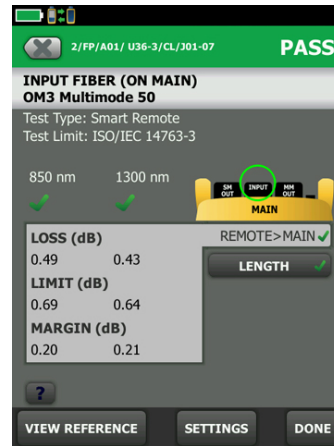 2/FP/A01/ U36-3/CL/J01-07
PASS
INPUT FIBER (ON MAIN)
OM3 Multimode 50
Test Type: Smart Remote
Test Limit: ISO/IEC 14763-3
850 nm 1300 nm
SM OUT INPUT MM OUT
MAIN
LOSS (dB) REMOTE>MAIN
0.49 0.43
LENGTH
LIMIT (dB)
0.69 0.64
MARGIN (dB)
0.20 0.21
?
VIEW REFERENCE SETTINGS DONE